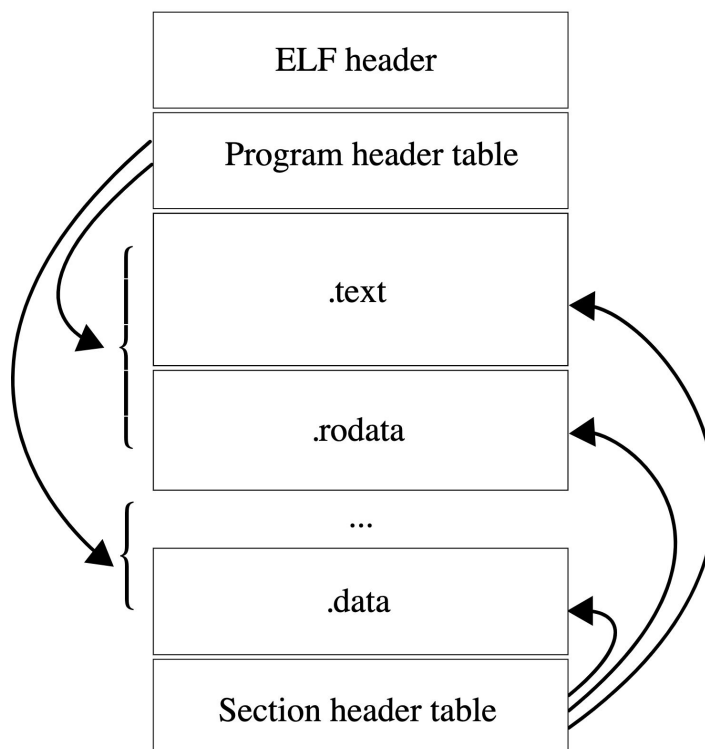 ELF header
Program header table
.text
.rodata
...
.data
Section header table